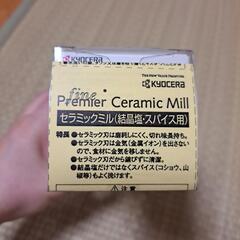 THE NEW VALUE FRONTIER
KYOCERA
KYOCERA
fine
Premier Ceramic Mill
セラミックミル(結晶塩・スパイス用)
特長 ●セラミック刃は磨耗しにくく、切れ味長持ち。
●セラミック刃は金気(金属イオン)を出さない
ので、食材に金気を移しません。
●セラミック刃だから錆びずに清潔。
●結晶塩だけではなくスパイス(コショウ、山
椒等)もよく挽けます。
⚠注意